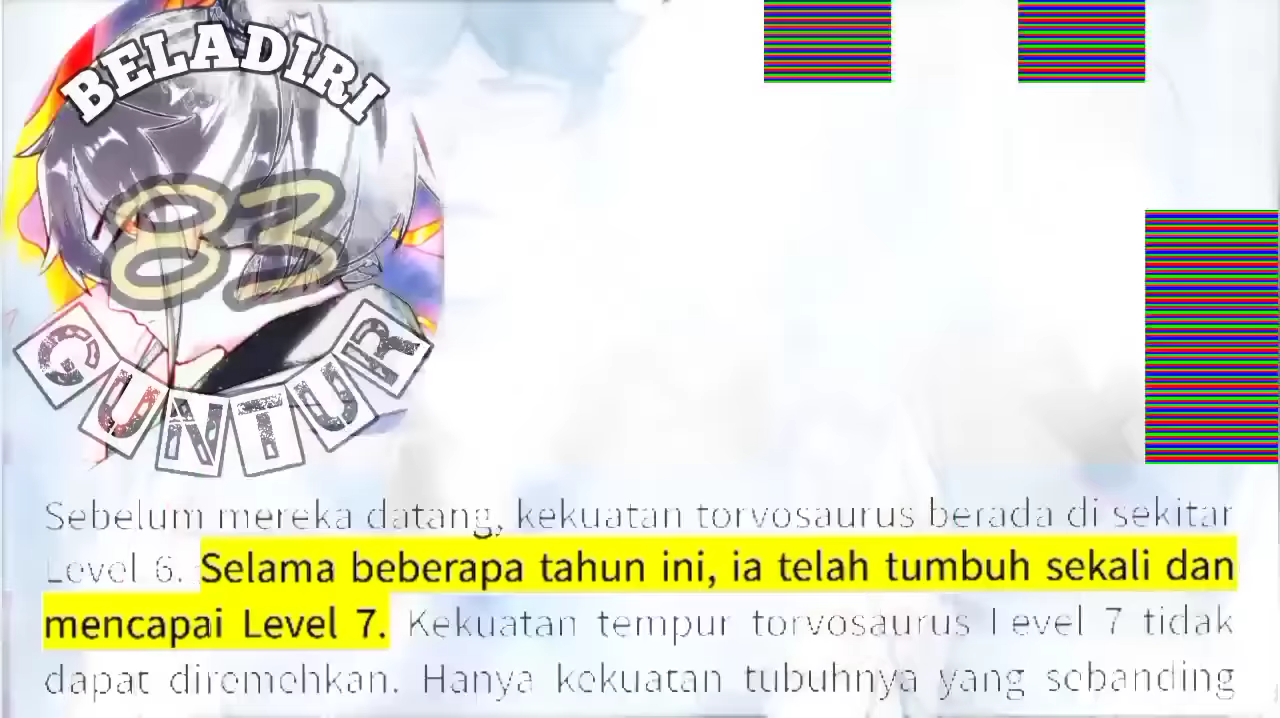 BELADIRI
83
GUNTUR
Sebelum mereka datang, kekuatan torvosaurus berada di sekitar
Level 6. Selama beberapa tahun ini, ia telah tumbuh sekali dan
mencapai Level 7. Kekuatan tempur torvosaurus Level 7 tidak
dapat diremehkan. Hanya kekuatan tubuhnya yang sebanding